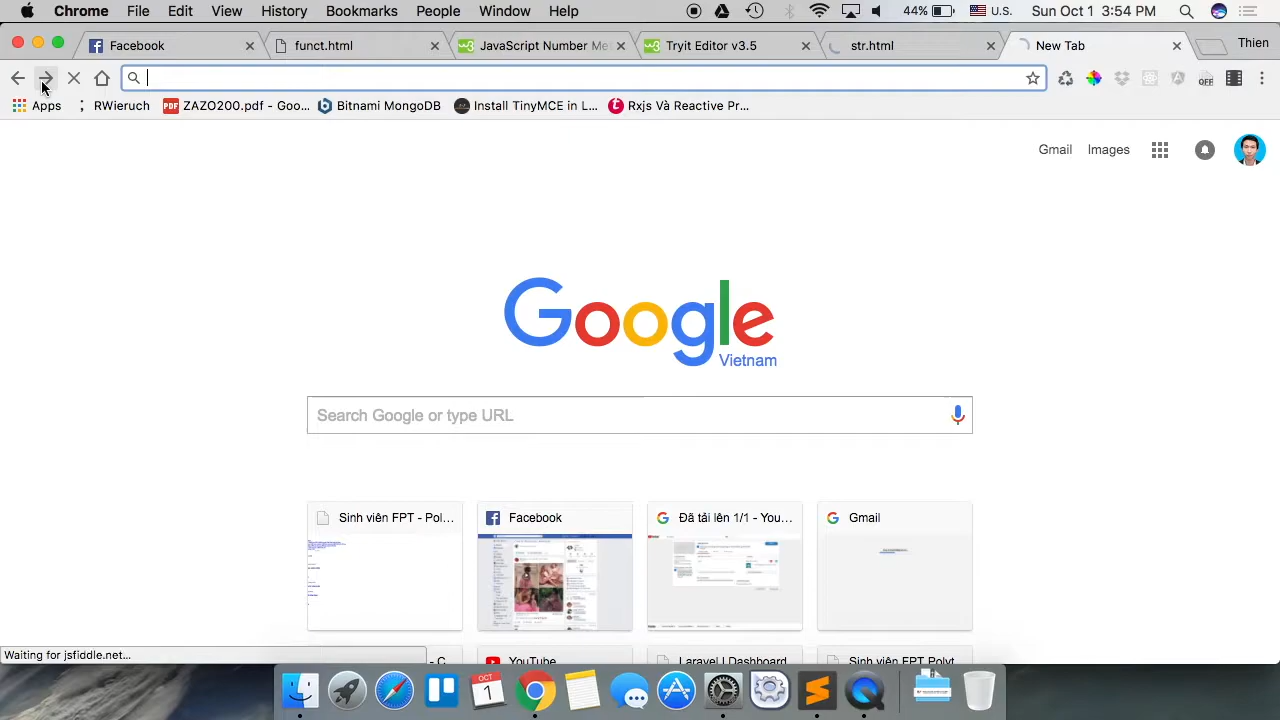 Chrome File Edit View History Bookmarks People Window Help 44% U.S. Sun Oct 1 3:54 PM
Facebook t.html JavaScript Number Met Tryit Editor v3.5 str.html New Tab Thien
Apps RWieruch ZAZO200.pdf - Goo... Bitnami MongoDB Install TinyMCE in L... Rxjs Và Reactive Pr...
Gmail Images
Google
Vietnam
Search Google or type URL
Sinh viên FPT - Pol... Facebook Đã tải lên 1/1 - You... Gmail
- C YouTube Laravel | Dashboard Sinh viên FPT Polyt
Waiting for jsfiddle.net...
OCT
1